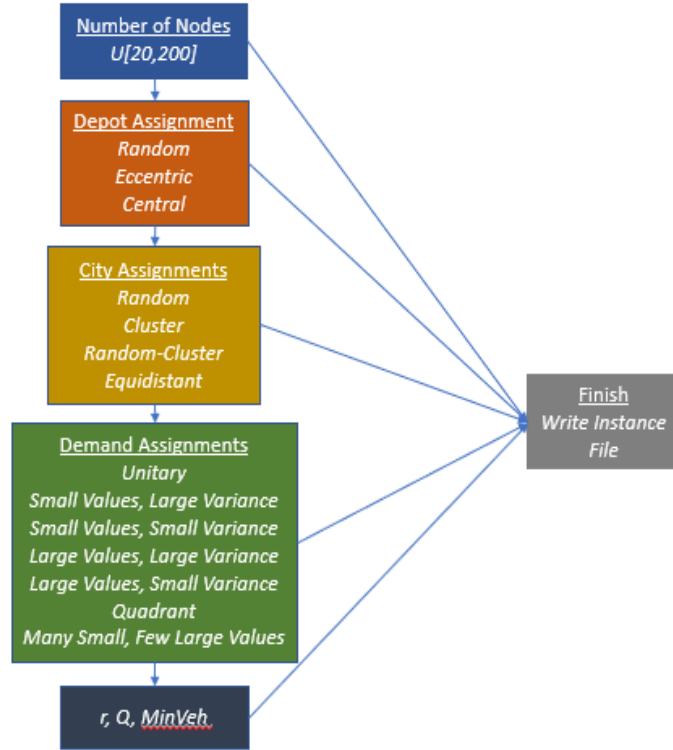 Number of Nodes
U[20,200]
Depot Assignment
Random
Eccentric
Central
City Assignments
Random
Cluster
Random-Cluster
Equidistant
Demand Assignments
Unitary
Small Values, Large Variance
Small Values, Small Variance
Large Values, Large Variance
Large Values, Small Variance
Quadrant
Many Small, Few Large Values
r, Q, MinVeh
Finish
Write Instance
File